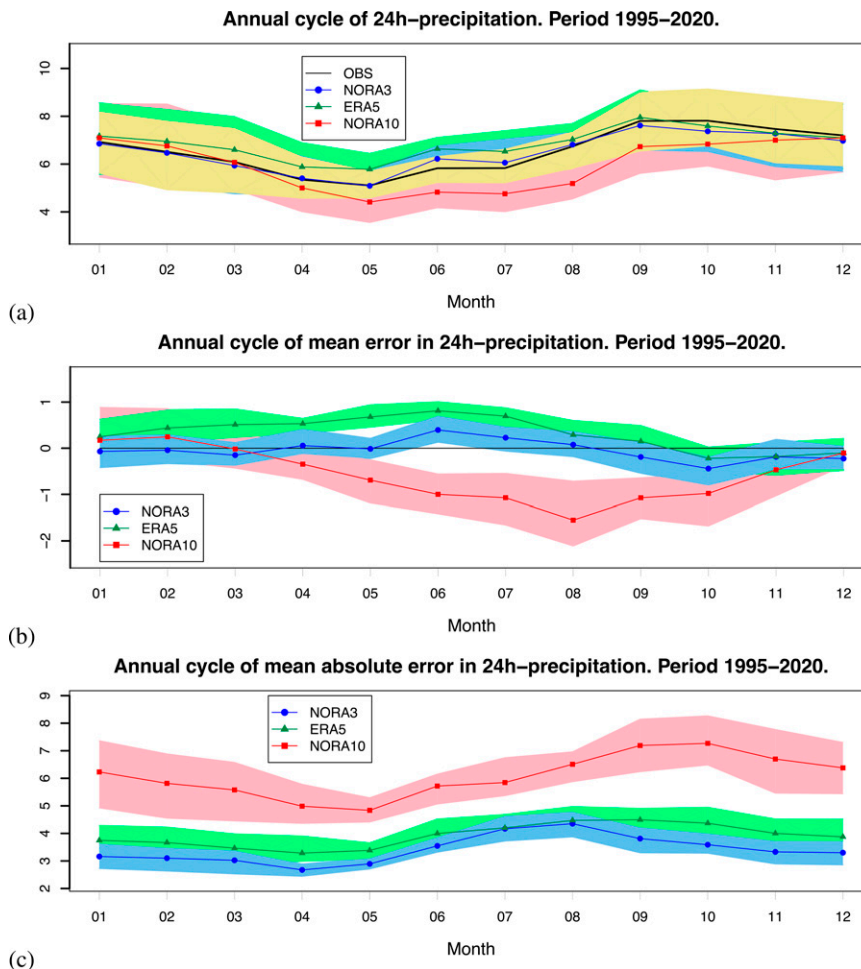 Annual cycle of 24h−precipitation. Period 1995−2020.
10
8
6
4
OBS
NORA3
ERA5
NORA10
01 02 03 04 05 06 07 08 09 10 11 12
Month
(a)
Annual cycle of mean error in 24h−precipitation. Period 1995−2020.
1
0
−1
−2
NORA3
ERA5
NORA10
01 02 03 04 05 06 07 08 09 10 11 12
Month
(b)
Annual cycle of mean absolute error in 24h−precipitation. Period 1995−2020.
9
8
7
6
5
4
3
2
NORA3
ERA5
NORA10
01 02 03 04 05 06 07 08 09 10 11 12
Month
(c)